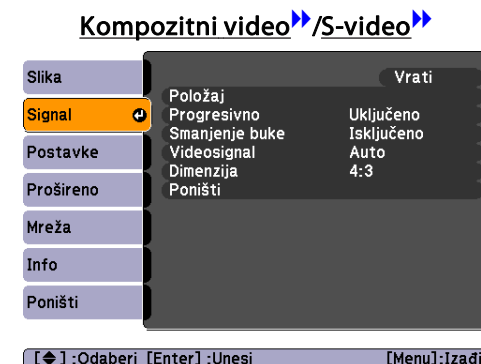 Kompozitni video/S-video
Slika
Signal
Postavke
Prošireno
Mreža
Info
Poništi
Vrati
Položaj
Progresivno Uključeno
Smanjenje buke Isključeno
Videosignal Auto
Dimenzija 4:3
Poništi
[ ] :Odaberi [Enter] :Unesi [Menu]:Izađi